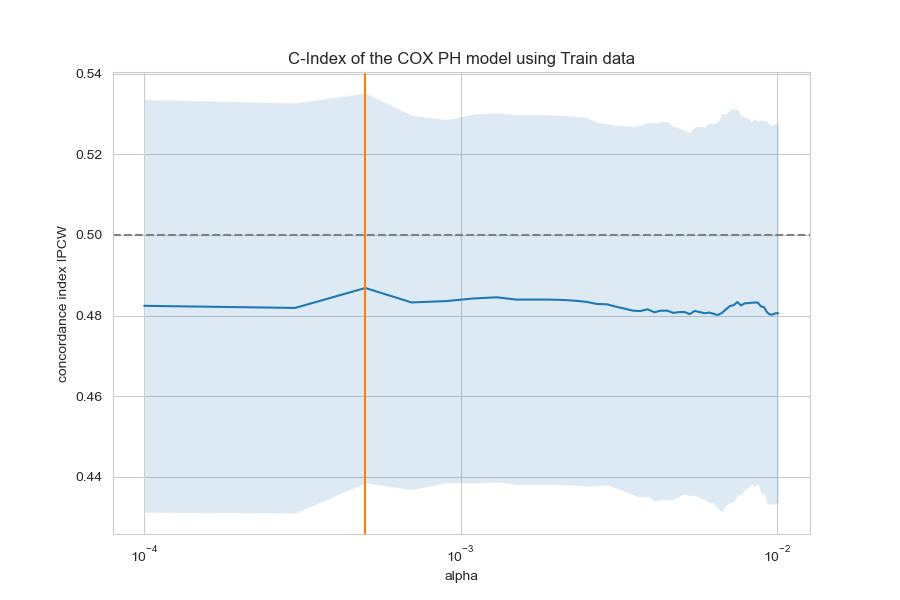 C-Index of the COX PH model using Train data
concordance index IPCW
0.54
0.52
0.50
0.48
0.46
0.44
10⁻⁴ 10⁻³ 10⁻²
alpha